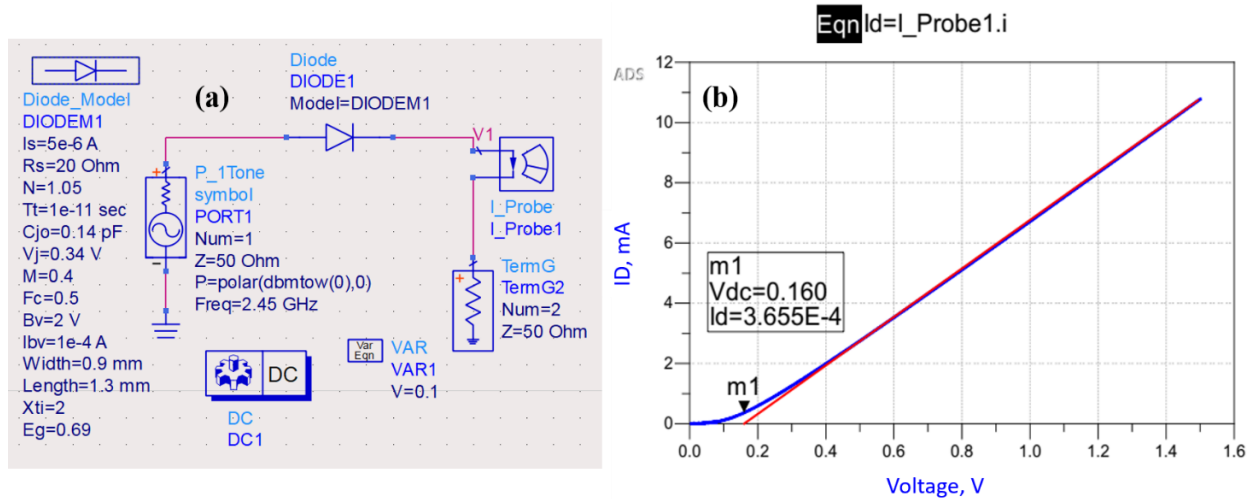 (a)
Diode_Model
DIODEM1
Is=5e-6 A
Rs=20 Ohm
N=1.05
Tt=1e-11 sec
Cjo=0.14 pF
Vj=0.34 V
M=0.4
Fc=0.5
Bv=2 V
Ibv=1e-4 A
Width=0.9 mm
Length=1.3 mm
Xti=2
Eg=0.69
P_1Tone
symbol
PORT1
Num=1
Z=50 Ohm
P=polar(dbmtow(0),0)
Freq=2.45 GHz
Diode
DIODE1
Model=DIODEM1
V1
I_Probe
I_Probe1
TermG
TermG2
Num=2
Z=50 Ohm
DC
DC
DC1
Var
Eqn
VAR
VAR1
V=0.1
Eqn Id=I_Probe1.i
ADS
(b)
ID, mA
12
10
8
6
4
2
0
m1
Vdc=0.160
Id=3.655E-4
m1
0.0 0.2 0.4 0.6 0.8 1.0 1.2 1.4 1.6
Voltage, V